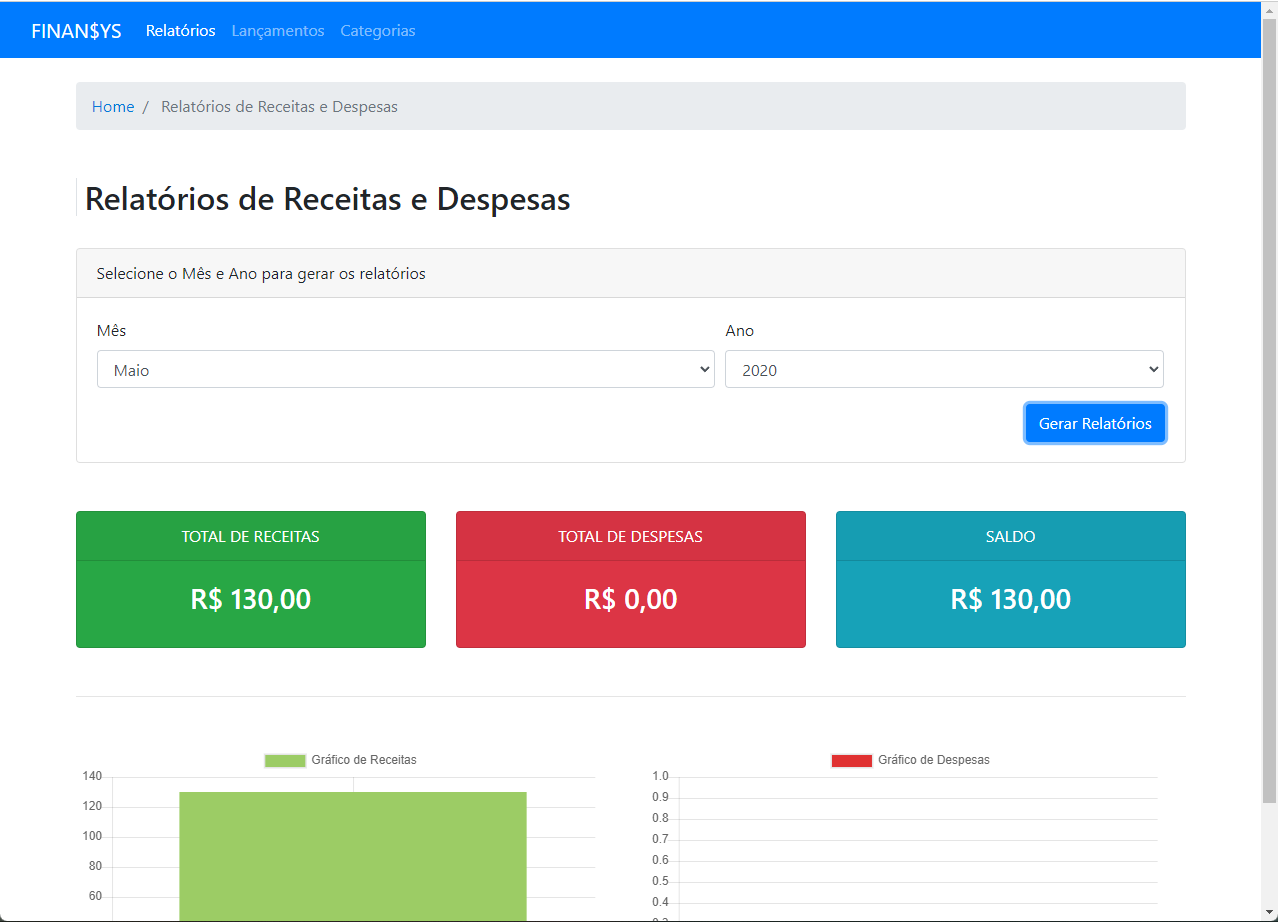 FINAN$YS Relatórios Lançamentos Categorias
Home / Relatórios de Receitas e Despesas
Relatórios de Receitas e Despesas
Selecione o Mês e Ano para gerar os relatórios
Mês Ano
Maio 2020
Gerar Relatórios
TOTAL DE RECEITAS TOTAL DE DESPESAS SALDO
R$ 130,00 R$ 0,00 R$ 130,00
Gráfico de Receitas Gráfico de Despesas
140 1.0
0.9
120
0.8
100 0.7
80 0.6
0.5
60
0.4